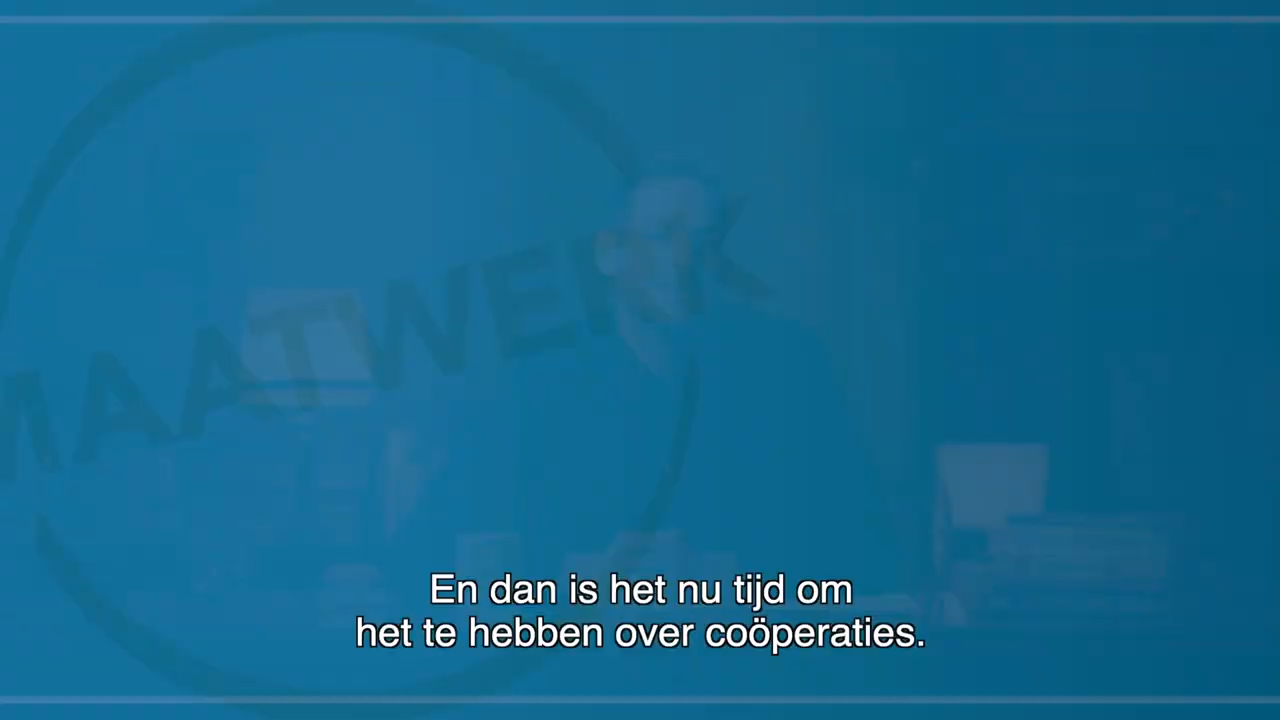 MAATWERK
En dan is het nu tijd om
het te hebben over coöperaties.